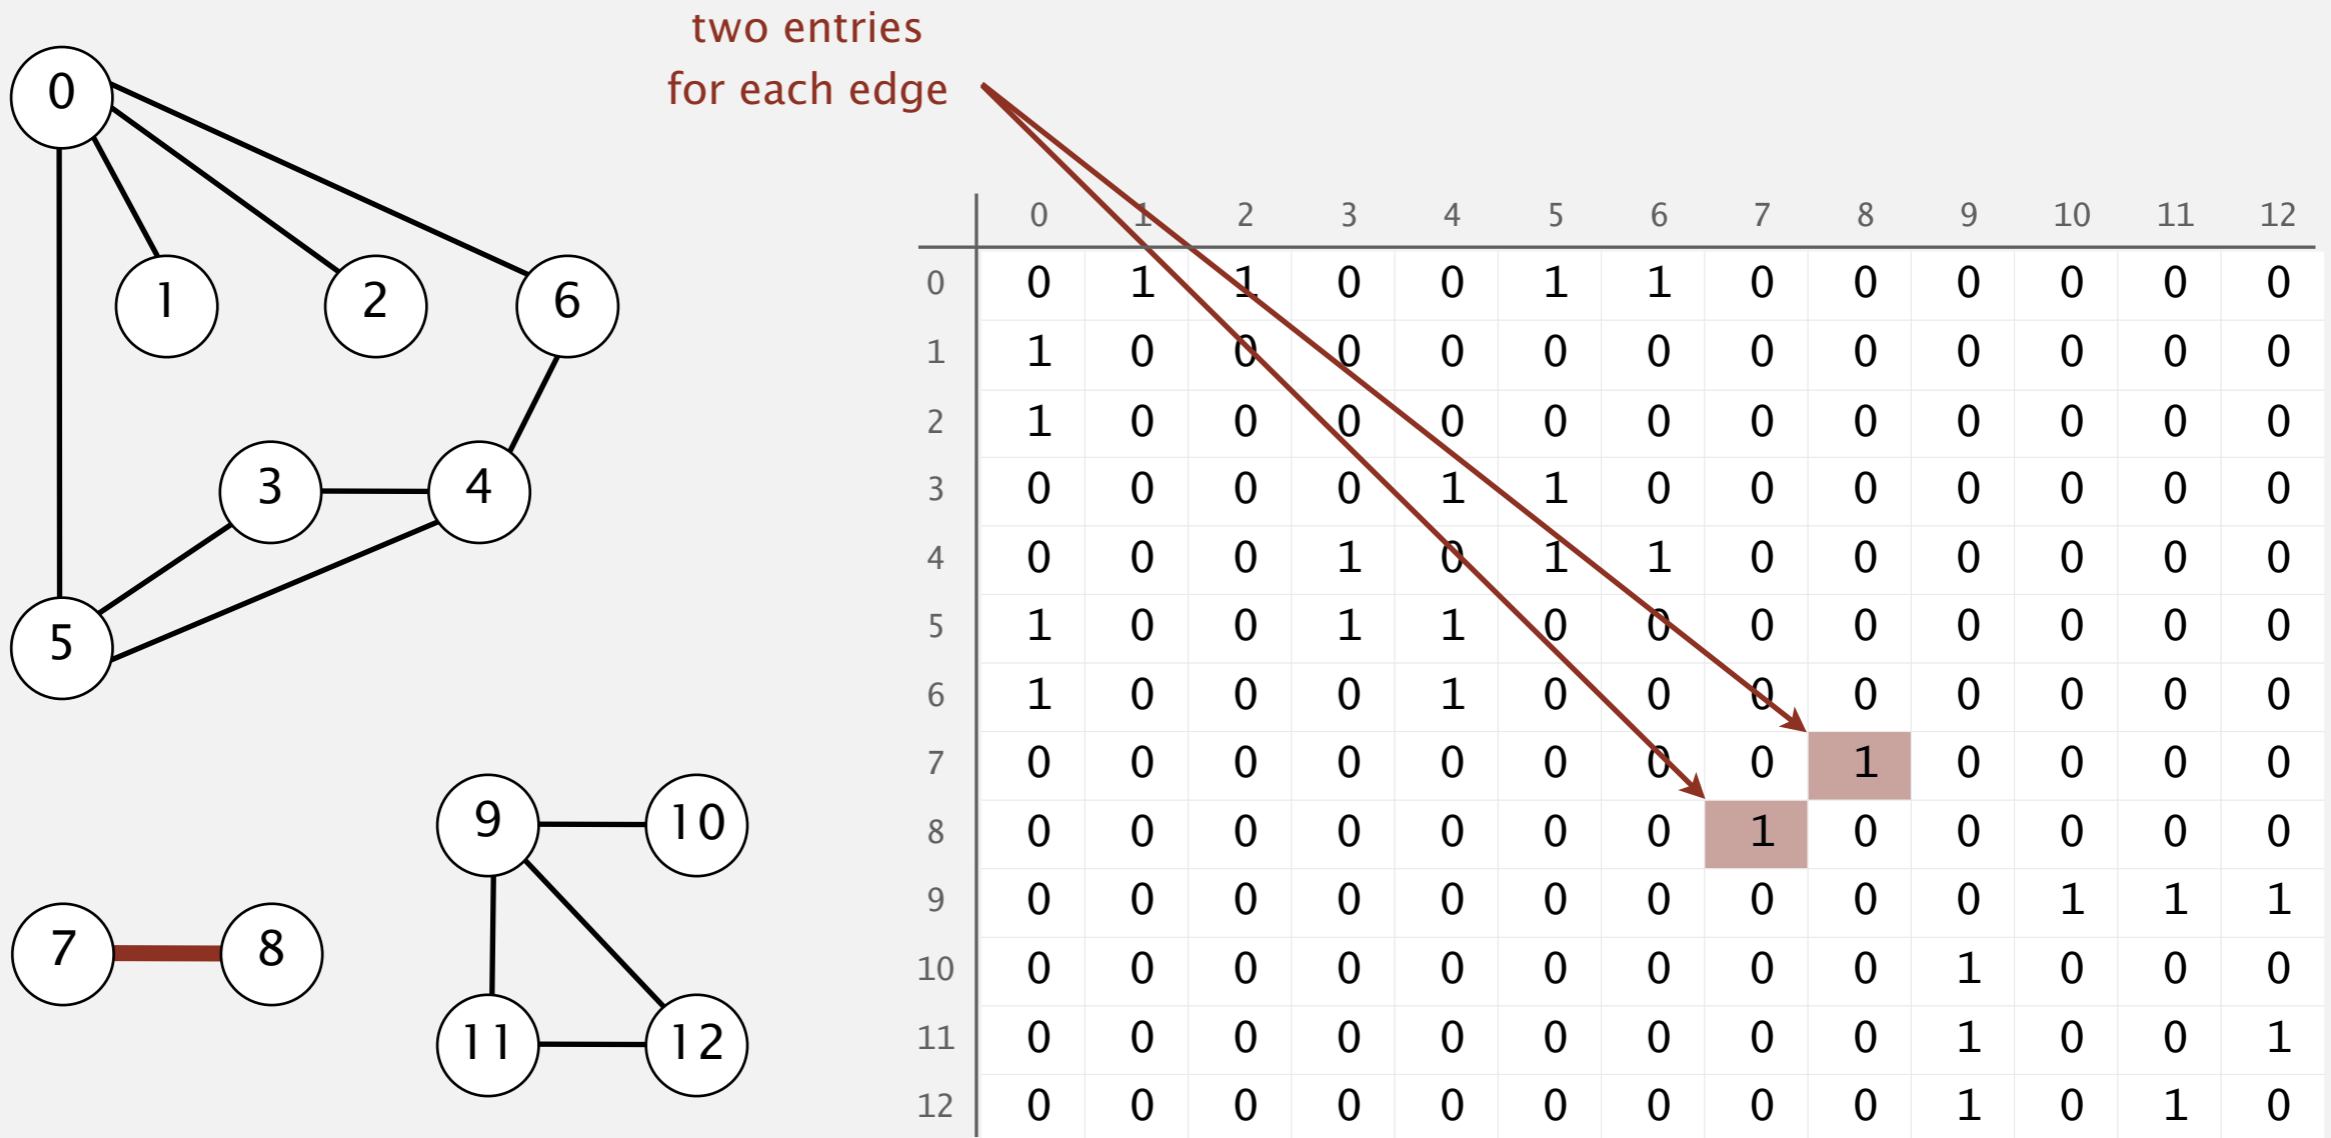 two entries
for each edge
0
1
2
6
3
4
5
9
10
7
8
11
12
0 1 2 3 4 5 6 7 8 9 10 11 12
0 0 1 1 0 0 1 1 0 0 0 0 0 0
1 1 0 0 0 0 0 0 0 0 0 0 0 0
2 1 0 0 0 0 0 0 0 0 0 0 0 0
3 0 0 0 0 1 1 0 0 0 0 0 0 0
4 0 0 0 1 0 1 1 0 0 0 0 0 0
5 1 0 0 1 1 0 0 0 0 0 0 0 0
6 1 0 0 0 1 0 0 0 0 0 0 0 0
7 0 0 0 0 0 0 0 0 1 0 0 0 0
8 0 0 0 0 0 0 0 1 0 0 0 0 0
9 0 0 0 0 0 0 0 0 0 0 1 1 1
10 0 0 0 0 0 0 0 0 0 1 0 0 0
11 0 0 0 0 0 0 0 0 0 1 0 0 1
12 0 0 0 0 0 0 0 0 0 1 0 1 0